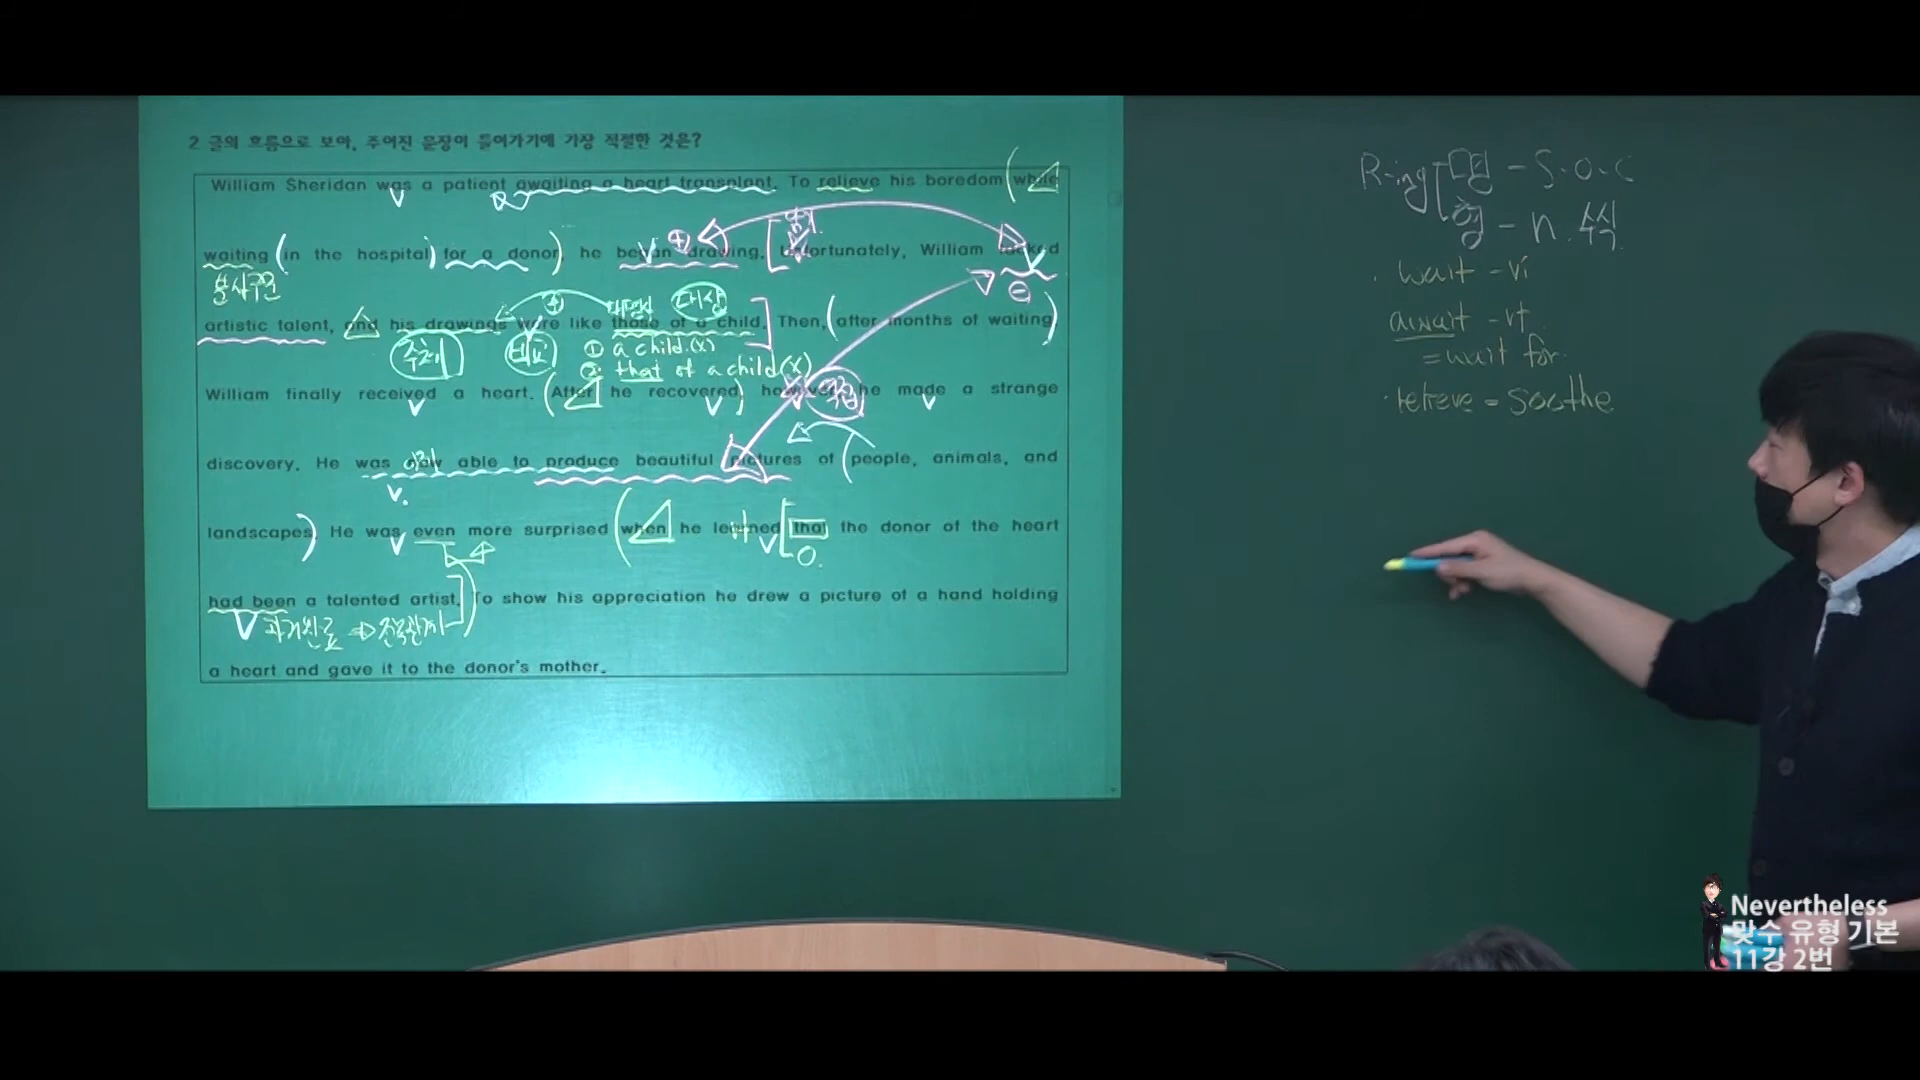 2 글의 흐름으로 보아, 주어진 문장이 들어가기에 가장 적절한 것은?
William Sheridan was a patient awaiting a heart transplant. To relieve his boredom while
waiting (in the hospital) for a donor) he began drawing. Unfortunately, William lacked
분사구문
artistic talent, and his drawings were like those of a child. Then, (after months of waiting)
주체 비교 대상
① a child (x)
② that of a child (x)
William finally received a heart. (After he recovered) however, he made a strange
discovery. He was now able to produce beautiful pictures of (people, animals, and
landscapes) He was even more surprised (when he learned that the donor of the heart
had been a talented artist. To show his appreciation he drew a picture of a hand holding
과거완료 ⇒ 전후관계
a heart and gave it to the donor's mother.
R-ing 명 - S.O.C
형 - n.수식
· wait - vi
await - vt
= wait for
· relieve = soothe
Nevertheless
맞수 유형 기본
11강 2번